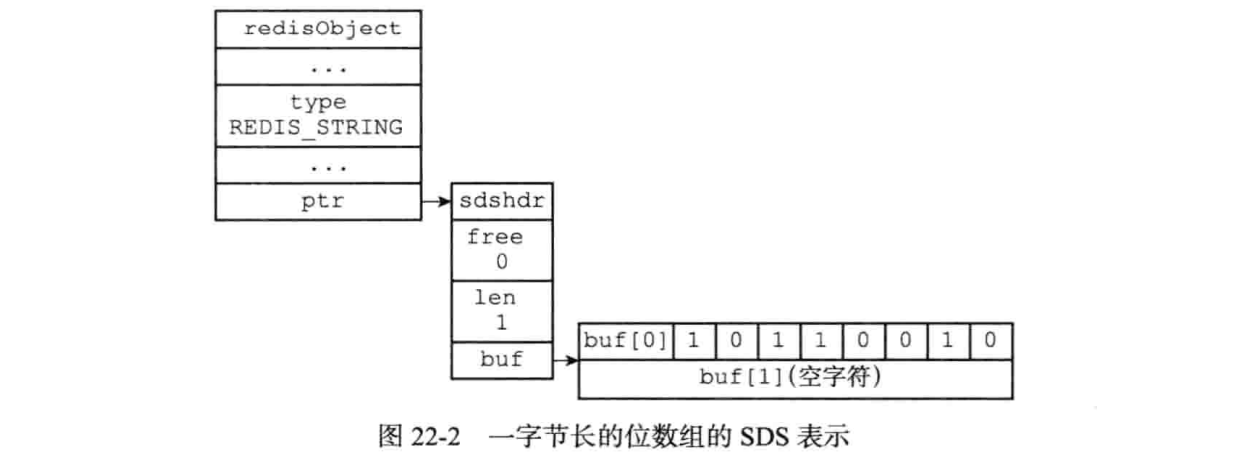 redisObject
...
type
REDIS_STRING
...
ptr
sdshdr
free
0
len
1
buf
buf[0] 1 0 1 1 0 0 1 0
buf[1](空字符)
图 22-2 一字节长的位数组的 SDS 表示